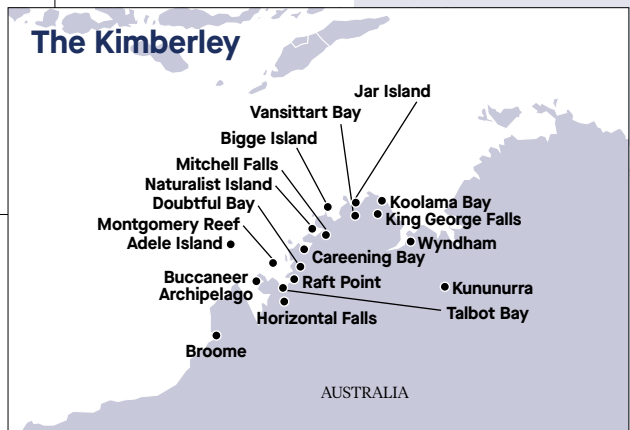 The Kimberley
Jar Island
Vansittart Bay
Bigge Island
Mitchell Falls
Naturalist Island
Doubtful Bay
Montgomery Reef
Adele Island
Koolama Bay
King George Falls
Wyndham
Careening Bay
Buccaneer
Archipelago
Raft Point
Kununurra
Horizontal Falls
Talbot Bay
Broome
AUSTRALIA